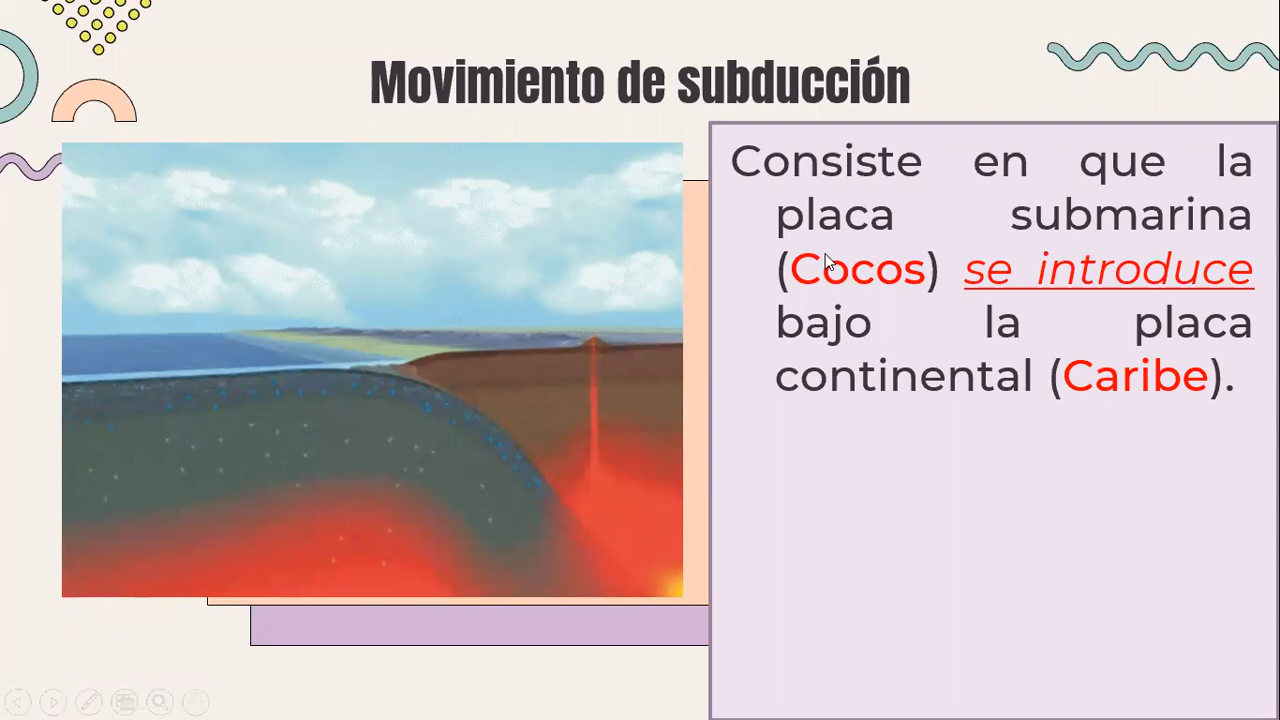 Movimiento de subducción
Consiste en que la
placa submarina
(Cocos) se introduce
bajo la placa
continental (Caribe).